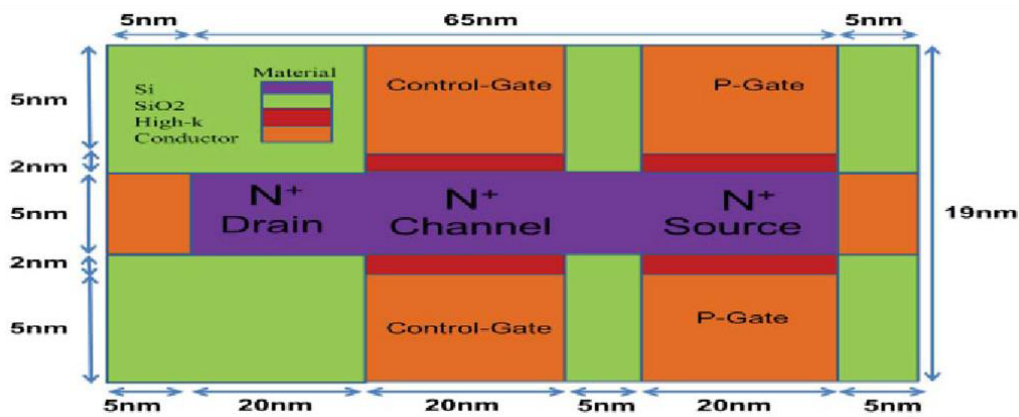 5nm 65nm 5nm
Material
Si
SiO2
High-k
Conductor
Control-Gate
P-Gate
5nm
2nm
5nm
2nm
5nm
N+
Drain
N+
Channel
N+
Source
19nm
Control-Gate
P-Gate
5nm 20nm 20nm 5nm 20nm 5nm